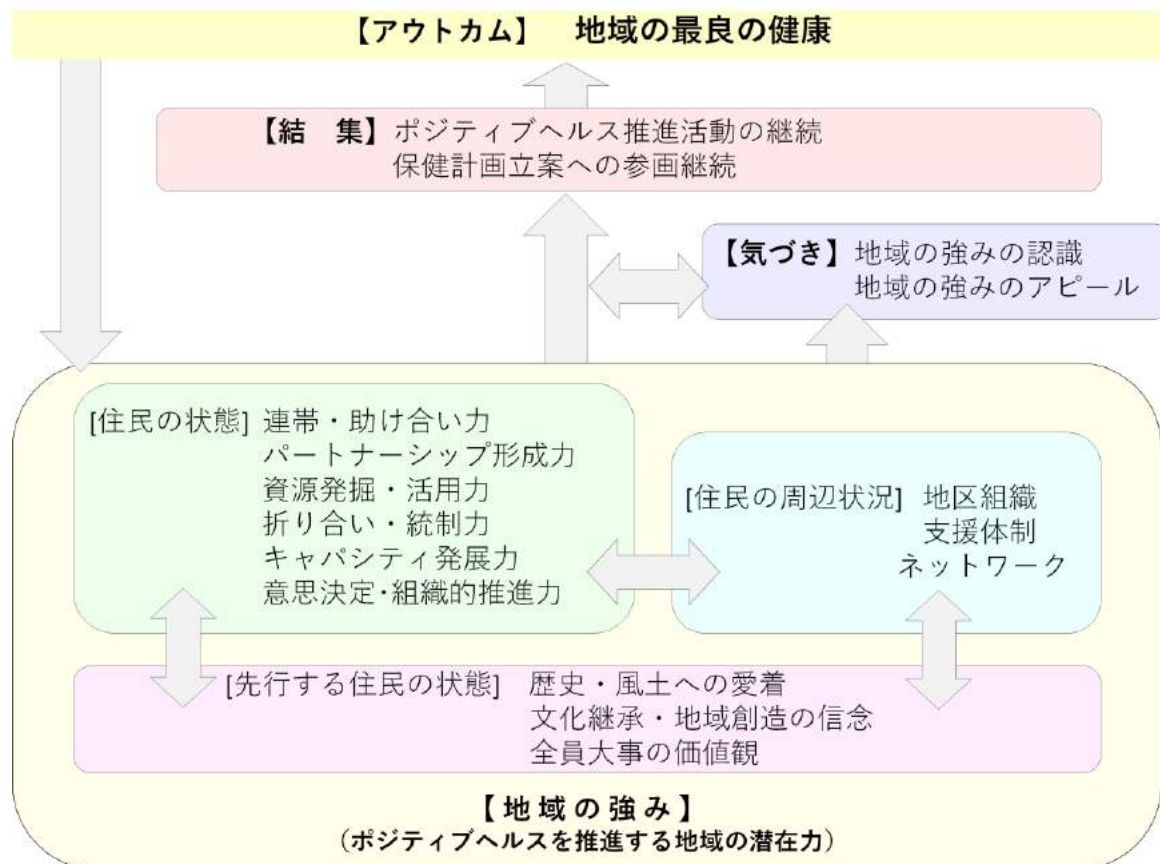 【アウトカム】　地域の最良の健康
【結　集】ポジティブヘルス推進活動の継続
保健計画立案への参画継続
【気づき】地域の強みの認識
地域の強みのアピール
[住民の状態] 連帯・助け合い力
パートナーシップ形成力
資源発掘・活用力
折り合い・統制力
キャパシティ発展力
意思決定･組織的推進力
[住民の周辺状況]　地区組織
支援体制
ネットワーク
[先行する住民の状態]　歴史・風土への愛着
文化継承・地域創造の信念
全員大事の価値観
【 地 域 の 強 み 】
（ポジティブヘルスを推進する地域の潜在力）